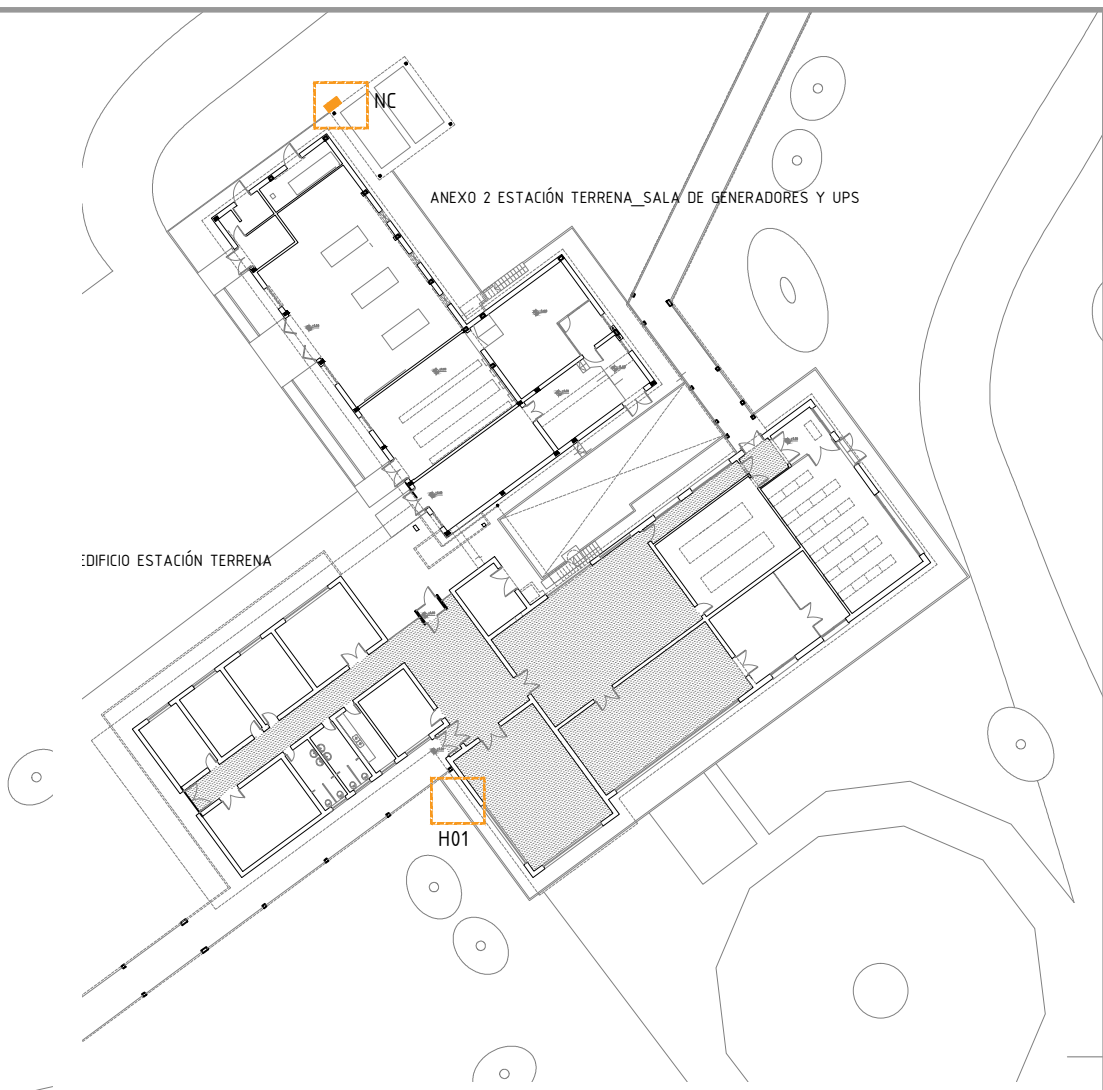 NC
ANEXO 2 ESTACIÓN TERRENA_SALA DE GENERADORES Y UPS
EDIFICIO ESTACIÓN TERRENA
H01